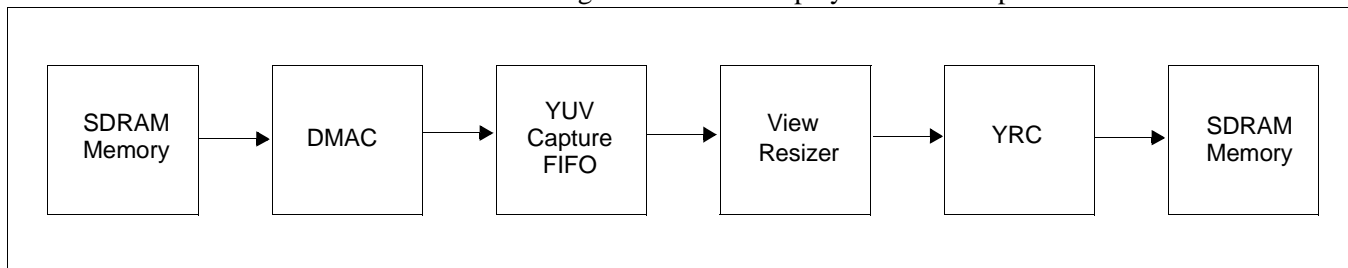 SDRAM
Memory
DMAC
YUV
Capture
FIFO
View
Resizer
YRC
SDRAM
Memory